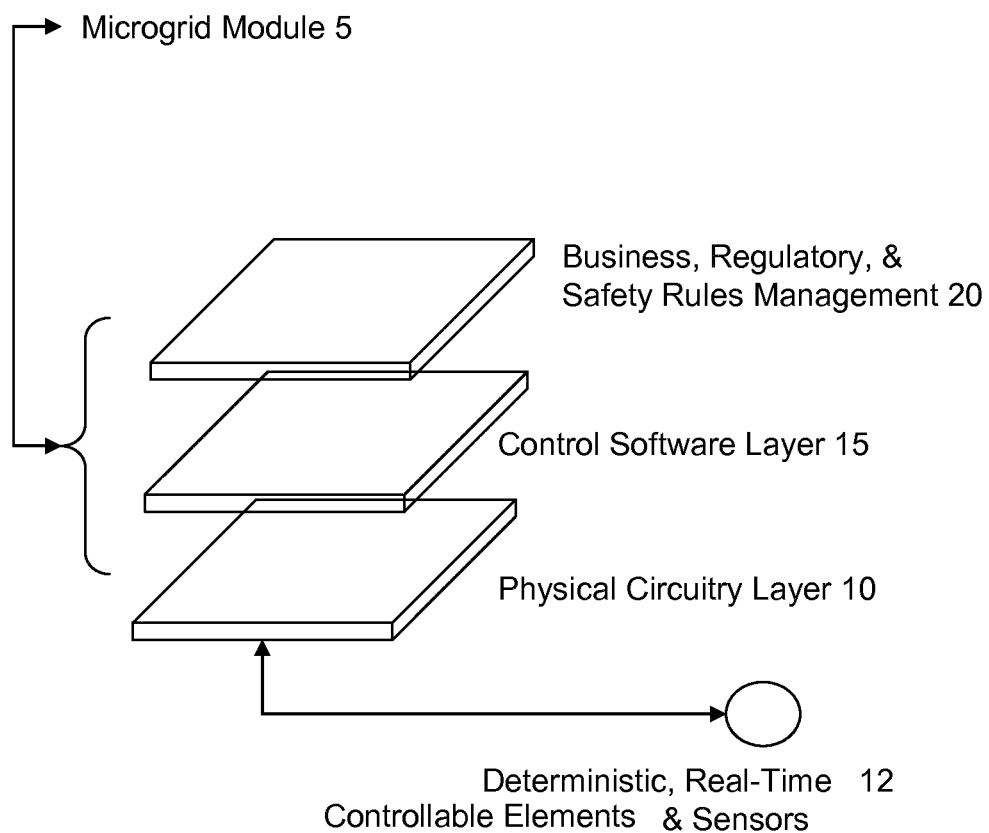 Microgrid Module 5
Business, Regulatory, &
Safety Rules Management 20
Control Software Layer 15
Physical Circuitry Layer 10
Deterministic, Real-Time 12
Controllable Elements & Sensors